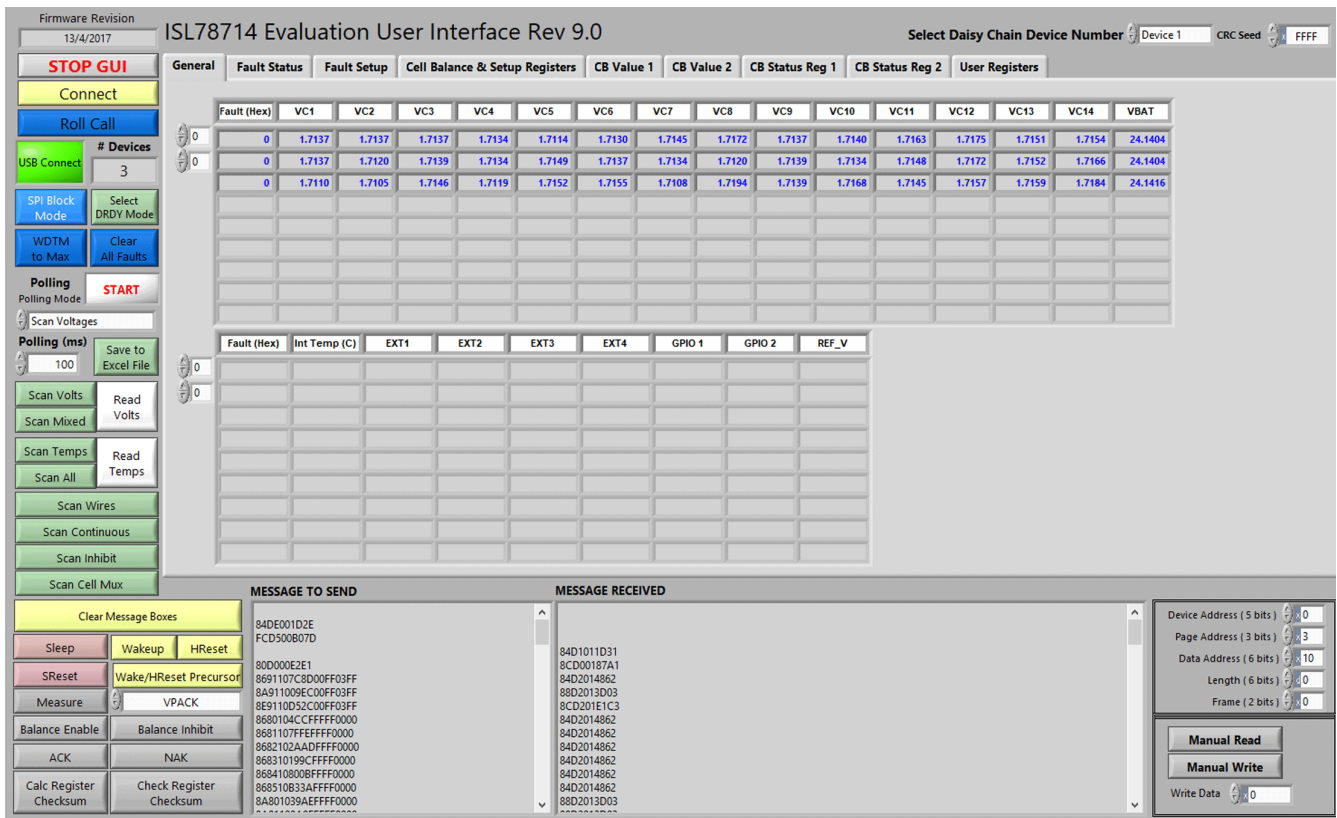 Firmware Revision
13/4/2017
ISL78714 Evaluation User Interface Rev 9.0
Select Daisy Chain Device Number Device 1 CRC Seed x FFFF
STOP GUI
General Fault Status Fault Setup Cell Balance & Setup Registers CB Value 1 CB Value 2 CB Status Reg 1 CB Status Reg 2 User Registers
Connect
Roll Call
USB Connect
# Devices
3
SPI Block Mode
Select DRDY Mode
WDTM to Max
Clear All Faults
Polling
Polling Mode
START
Scan Voltages
Polling (ms)
100
Save to Excel File
Scan Volts
Scan Mixed
Read Volts
Scan Temps
Scan All
Read Temps
Scan Wires
Scan Continuous
Scan Inhibit
Scan Cell Mux
Fault (Hex) VC1 VC2 VC3 VC4 VC5 VC6 VC7 VC8 VC9 VC10 VC11 VC12 VC13 VC14 VBAT
0 0 1.7137 1.7137 1.7137 1.7134 1.7114 1.7130 1.7145 1.7172 1.7137 1.7140 1.7163 1.7175 1.7151 1.7154 24.1404
0 0 1.7137 1.7120 1.7139 1.7134 1.7149 1.7137 1.7134 1.7120 1.7139 1.7134 1.7148 1.7172 1.7152 1.7166 24.1404
0 1.7110 1.7105 1.7146 1.7119 1.7152 1.7155 1.7108 1.7194 1.7139 1.7168 1.7145 1.7157 1.7159 1.7184 24.1416
Fault (Hex) Int Temp (C) EXT1 EXT2 EXT3 EXT4 GPIO 1 GPIO 2 REF_V
0
0
Clear Message Boxes
Sleep Wakeup HReset
SReset Wake/HReset Precursor
Measure VPACK
Balance Enable Balance Inhibit
ACK NAK
Calc Register Checksum
Check Register Checksum
MESSAGE TO SEND
84DE001D2E
FCD500B07D
80D000E2E1
8691107C8D00FF03FF
8A911009EC00FF03FF
8E9110D52C00FF03FF
8680104CCFFFFF0000
8681107FFEFFFF0000
8682102AADFFFF0000
868310199CFFFF0000
868410800BFFFF0000
868510B33AFFFF0000
8A801039AEFFFF0000
MESSAGE RECEIVED
84D1011D31
8CD00187A1
84D2014862
88D2013D03
8CD201E1C3
84D2014862
84D2014862
84D2014862
84D2014862
84D2014862
84D2014862
88D2013D03
Device Address ( 5 bits ) x 0
Page Address ( 3 bits ) x 3
Data Address ( 6 bits ) x 10
Length ( 6 bits ) d 0
Frame ( 2 bits ) x 0
Manual Read
Manual Write
Write Data x 0